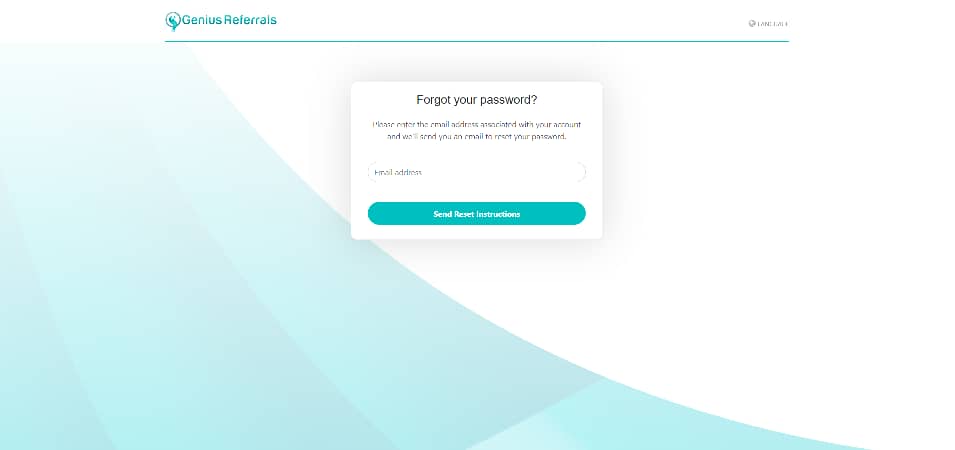 Genius Referrals
LANGUAGE
Forgot your password?
Please enter the email address associated with your account
and we'll send you an email to reset your password.
Email address
Send Reset Instructions